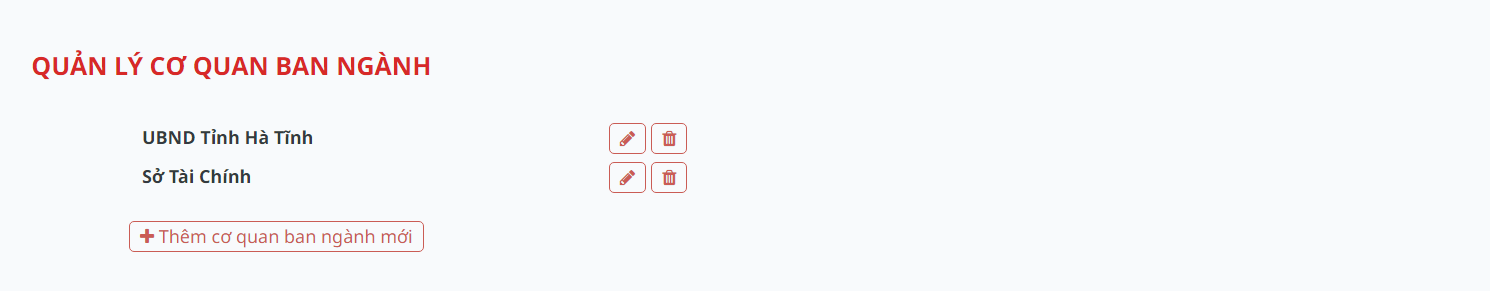 QUẢN LÝ CƠ QUAN BAN NGÀNH
UBND Tỉnh Hà Tĩnh
Sở Tài Chính
Thêm cơ quan ban ngành mới